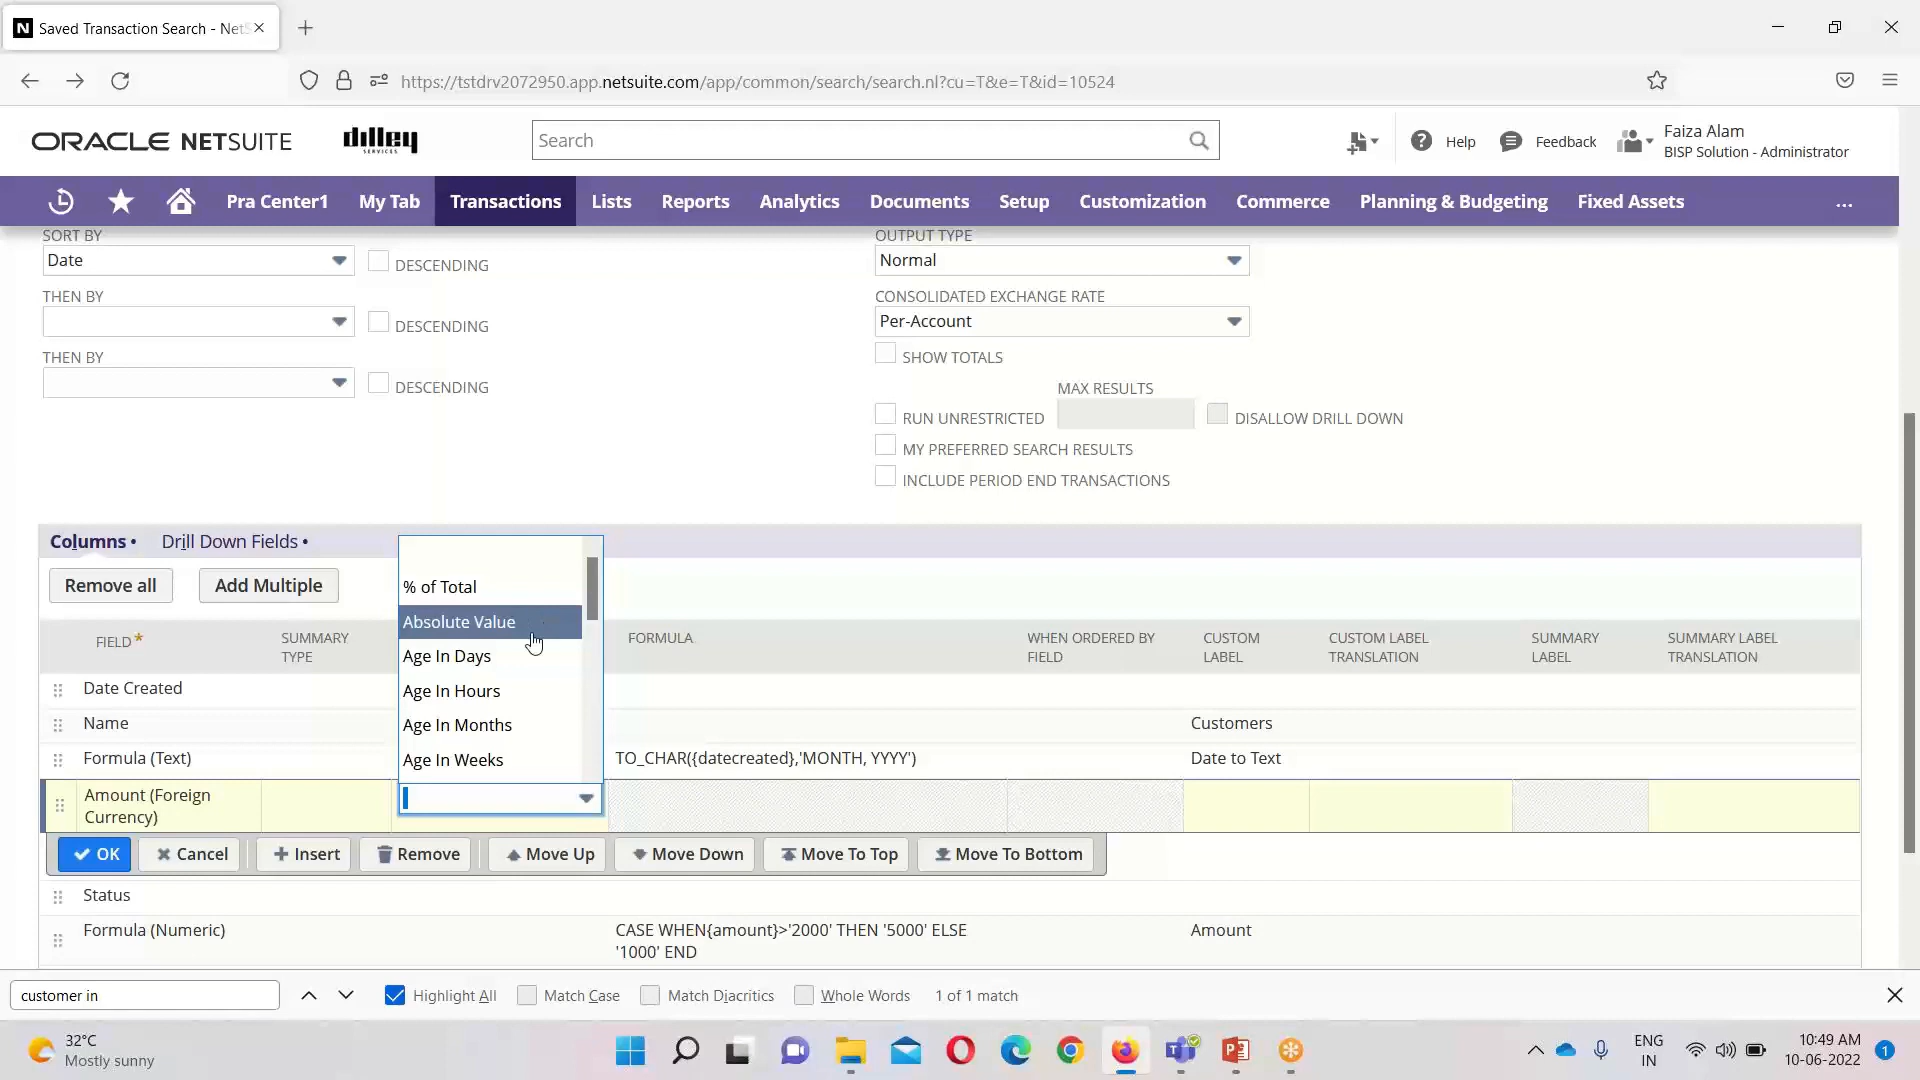 N Saved Transaction Search - NetS
https://tstdrv2072950.app.netsuite.com/app/common/search/search.nl?cu=T&e=T&id=10524
ORACLE NETSUITE
dilley
SERVICES
Search
Help
Feedback
Faiza Alam
BISP Solution - Administrator
Pra Center1 My Tab Transactions Lists Reports Analytics Documents Setup Customization Commerce Planning & Budgeting Fixed Assets ...
SORT BY
Date
DESCENDING
THEN BY
DESCENDING
THEN BY
DESCENDING
OUTPUT TYPE
Normal
CONSOLIDATED EXCHANGE RATE
Per-Account
SHOW TOTALS
MAX RESULTS
RUN UNRESTRICTED
DISALLOW DRILL DOWN
MY PREFERRED SEARCH RESULTS
INCLUDE PERIOD END TRANSACTIONS
Columns • Drill Down Fields •
Remove all Add Multiple
% of Total
Absolute Value
Age In Days
Age In Hours
Age In Months
Age In Weeks
FIELD* SUMMARY TYPE FORMULA WHEN ORDERED BY FIELD CUSTOM LABEL CUSTOM LABEL TRANSLATION SUMMARY LABEL SUMMARY LABEL TRANSLATION
Date Created
Name Customers
Formula (Text) TO_CHAR({datecreated},'MONTH, YYYY') Date to Text
Amount (Foreign
Currency)
OK Cancel Insert Remove Move Up Move Down Move To Top Move To Bottom
Status
Formula (Numeric) CASE WHEN{amount}>'2000' THEN '5000' ELSE Amount
'1000' END
customer in Highlight All Match Case Match Diacritics Whole Words 1 of 1 match
32°C
Mostly sunny
ENG
IN
10:49 AM
10-06-2022
1